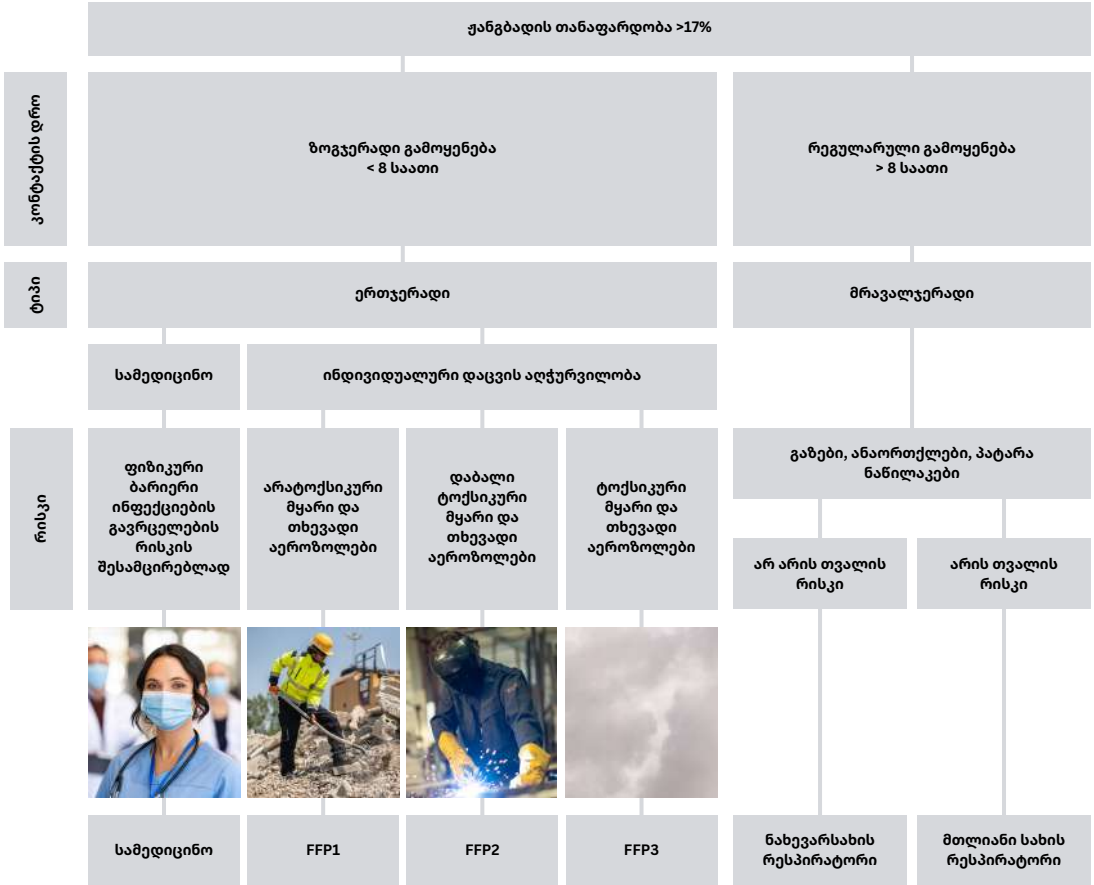 ჟანგბადის თანაფარდობა >17%
კონტაქტის დრო
ზოგჯერადი გამოყენება
< 8 საათი
რეგულარული გამოყენება
> 8 საათი
ტიპი
ერთჯერადი
მრავალჯერადი
სამედიცინო
ინდივიდუალური დაცვის აღჭურვილობა
რისკი
ფიზიკური
ბარიერი
ინფექციების
გავრცელების
რისკის
შესამცირებლად
არატოქსიკური
მყარი და
თხევადი
აეროზოლები
დაბალი
ტოქსიკური
მყარი და
თხევადი
აეროზოლები
ტოქსიკური
მყარი და
თხევადი
აეროზოლები
გაზები, ანაორთქლები, პატარა
ნაწილაკები
არ არის თვალის
რისკი
არის თვალის
რისკი
სამედიცინო
FFP1
FFP2
FFP3
ნახევარსახის
რესპირატორი
მთლიანი სახის
რესპირატორი